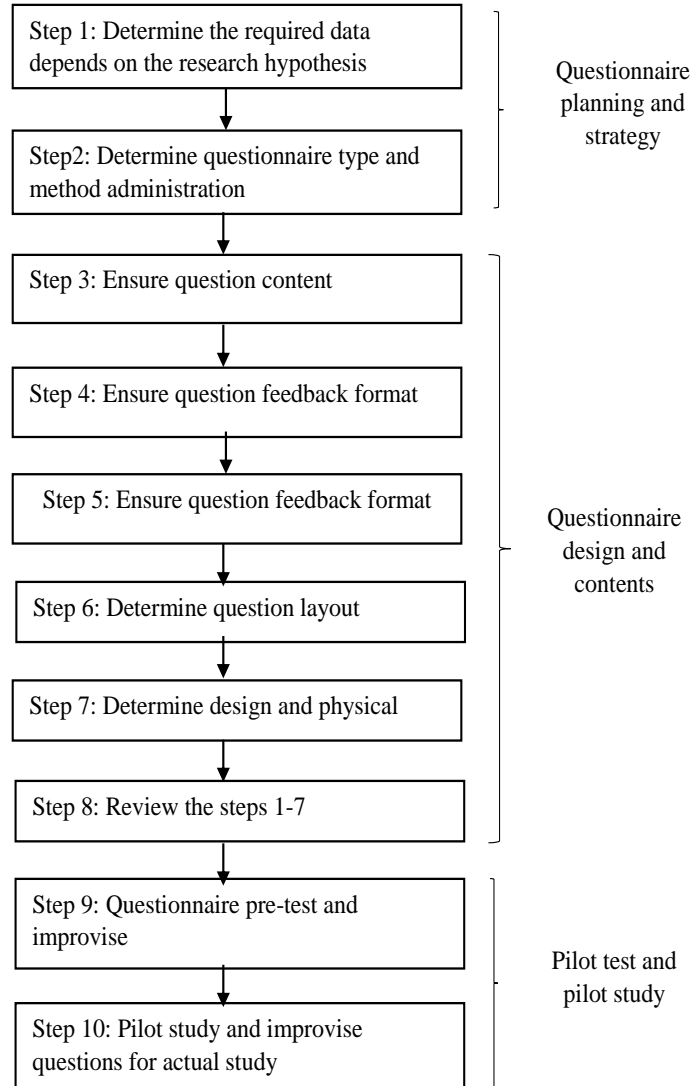 Step 1: Determine the required data
depends on the research hypothesis
Questionnaire
planning and
strategy
Step2: Determine questionnaire type and
method administration
Step 3: Ensure question content
Step 4: Ensure question feedback format
Step 5: Ensure question feedback format
Questionnaire
design and
contents
Step 6: Determine question layout
Step 7: Determine design and physical
Step 8: Review the steps 1-7
Step 9: Questionnaire pre-test and
improvise
Pilot test and
pilot study
Step 10: Pilot study and improvise
questions for actual study